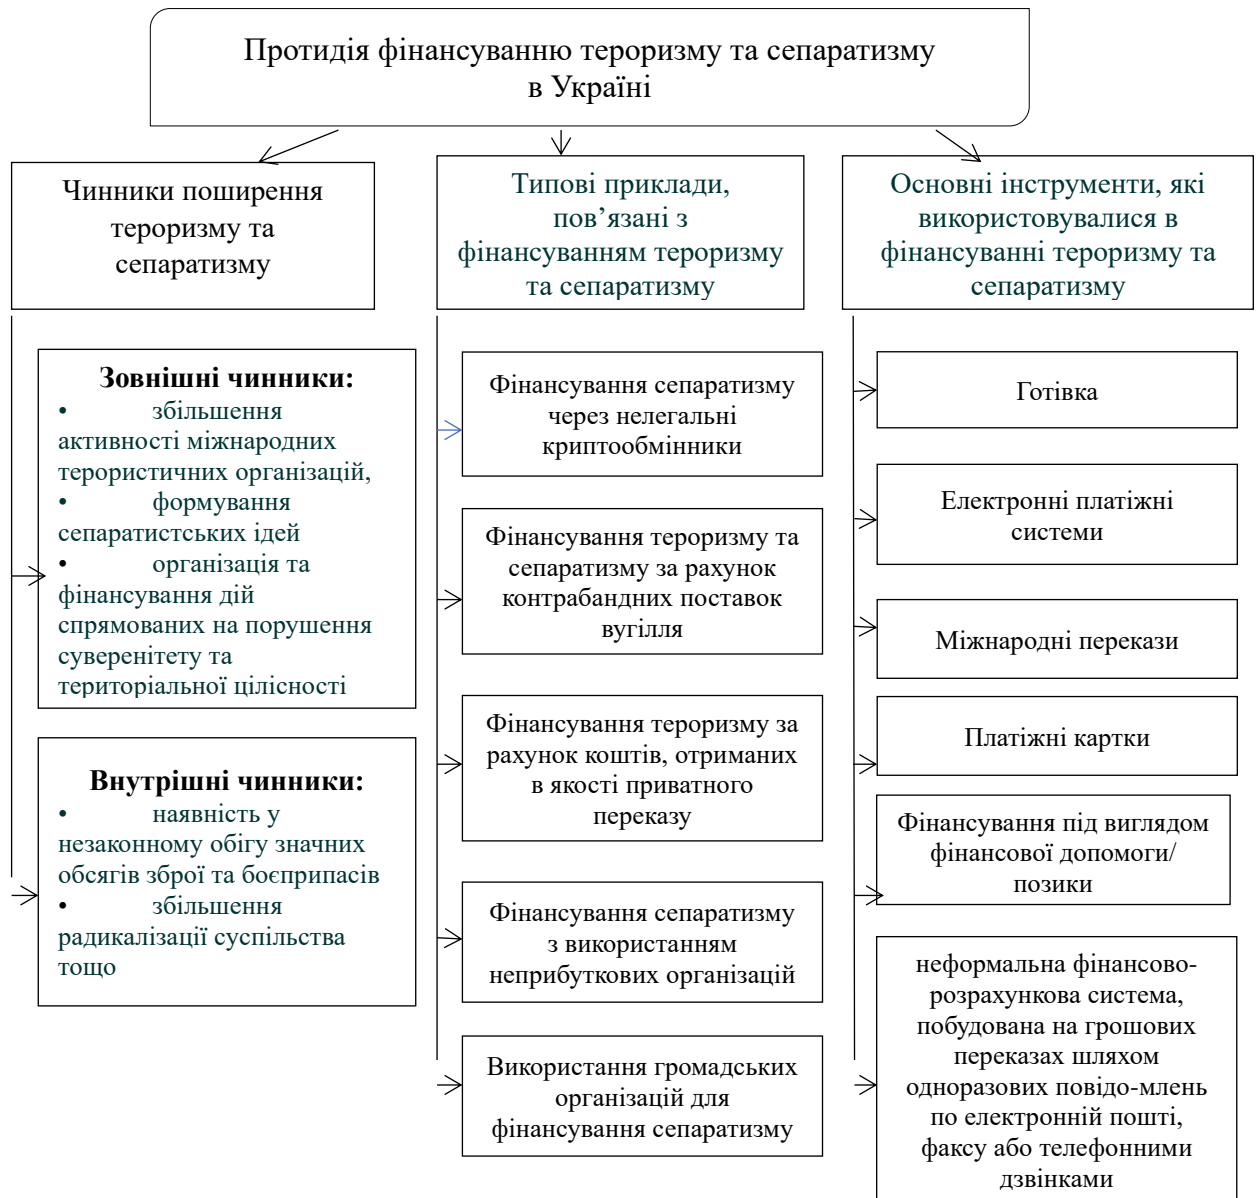 Протидія фінансуванню тероризму та сепаратизму
в Україні
Чинники поширення
тероризму та
сепаратизму
Зовнішні чинники:
• збільшення
активності міжнародних
терористичних організацій,
• формування
сепаратистських ідей
• організація та
фінансування дій
спрямованих на порушення
суверенітету та
територіальної цілісності
Внутрішні чинники:
• наявність у
незаконному обігу значних
обсягів зброї та боєприпасів
• збільшення
радикалізації суспільства
тощо
Типові приклади,
пов’язані з
фінансуванням тероризму
та сепаратизму
Фінансування сепаратизму
через нелегальні
криптообмінники
Фінансування тероризму та
сепаратизму за рахунок
контрабандних поставок
вугілля
Фінансування тероризму за
рахунок коштів, отриманих
в якості приватного
переказу
Фінансування сепаратизму
з використанням
неприбуткових організацій
Використання громадських
організацій для
фінансування сепаратизму
Основні інструменти, які
використовувалися в
фінансуванні тероризму та
сепаратизму
Готівка
Електронні платіжні
системи
Міжнародні перекази
Платіжні картки
Фінансування під виглядом
фінансової допомоги/
позики
неформальна фінансово-
розрахункова система,
побудована на грошових
переказах шляхом
одноразових повідо-млень
по електронній пошті,
факсу або телефонними
дзвінками